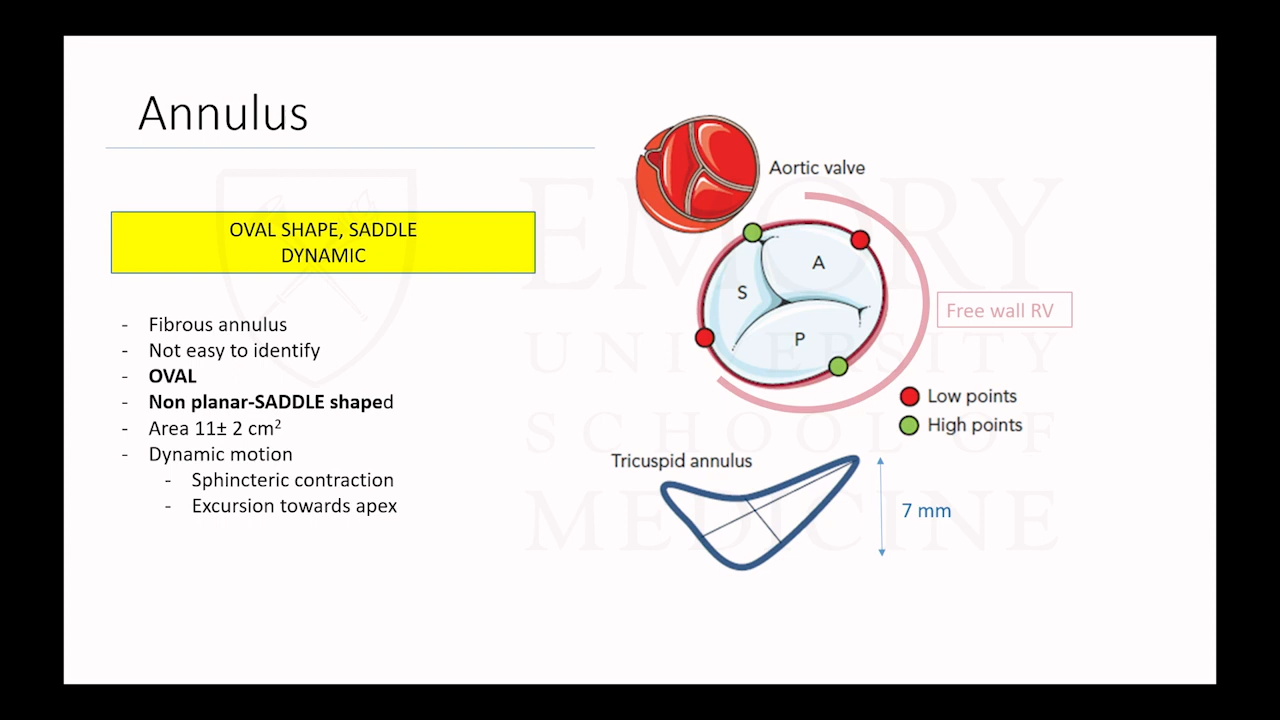 Annulus
OVAL SHAPE, SADDLE
DYNAMIC
- Fibrous annulus
- Not easy to identify
- OVAL
- Non planar-SADDLE shaped
- Area 11± 2 cm²
- Dynamic motion
- Sphincteric contraction
- Excursion towards apex
Aortic valve
A
S
P
Free wall RV
Low points
High points
Tricuspid annulus
7 mm
EMORY
UNIVERSITY
SCHOOL OF
MEDICINE